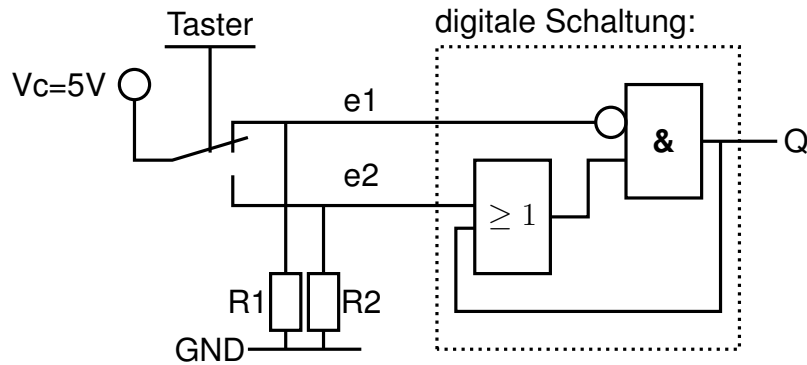 digitale Schaltung:
Taster
Vc=5V
e1
&
Q
e2
≥ 1
R1
R2
GND